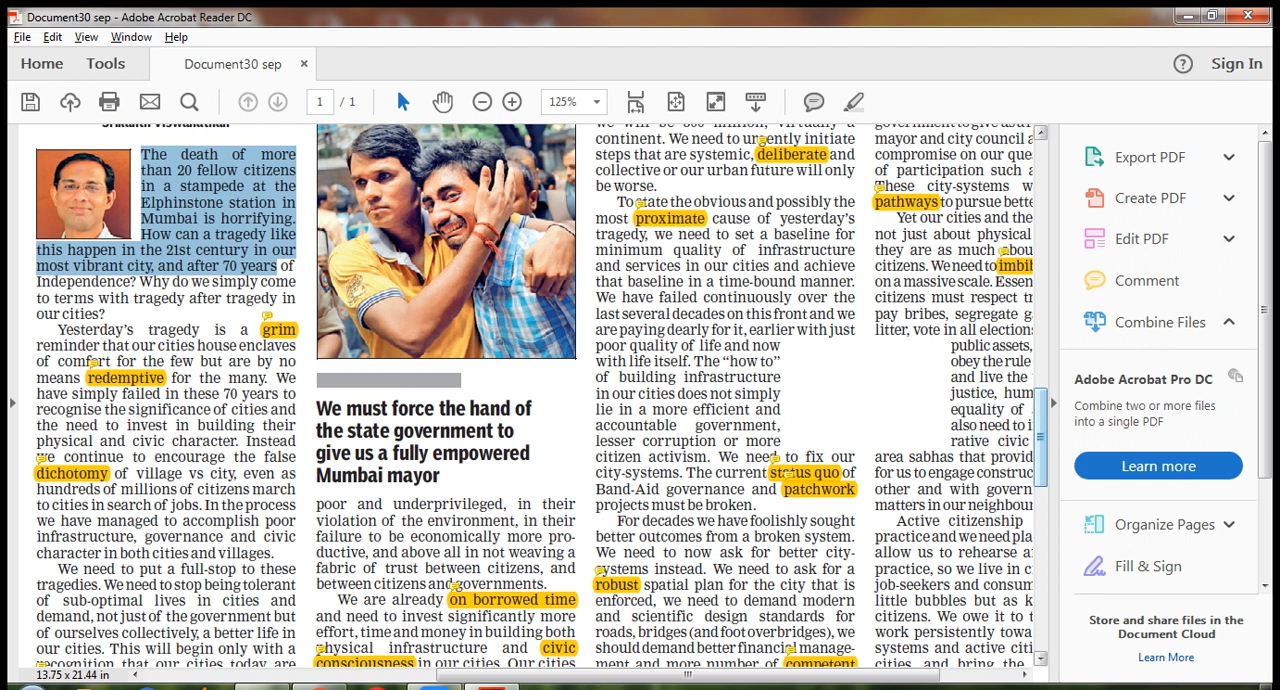 Document30 sep - Adobe Acrobat Reader DC
File Edit View Window Help
Home Tools
Document30 sep ×
Sign In
1 / 1
125%
Srikanth Viswanathan
The death of more
than 20 fellow citizens
in a stampede at the
Elphinstone station in
Mumbai is horrifying.
How can a tragedy like
this happen in the 21st century in our
most vibrant city, and after 70 years of
Independence? Why do we simply come
to terms with tragedy after tragedy in
our cities?
Yesterday's tragedy is a grim
reminder that our cities house enclaves
of comfort for the few but are by no
means redemptive for the many. We
have simply failed in these 70 years to
recognise the significance of cities and
the need to invest in building their
physical and civic character. Instead
we continue to encourage the false
dichotomy of village vs city, even as
hundreds of millions of citizens march
to cities in search of jobs. In the process
we have managed to accomplish poor
infrastructure, governance and civic
character in both cities and villages.
We need to put a full-stop to these
tragedies. We need to stop being tolerant
of sub-optimal lives in cities and
demand, not just of the government but
of ourselves collectively, a better life in
our cities. This will begin only with a
recognition that our cities today are
We must force the hand of
the state government to
give us a fully empowered
Mumbai mayor
poor and underprivileged, in their
violation of the environment, in their
failure to be economically more pro-
ductive, and above all in not weaving a
fabric of trust between citizens, and
between citizens and governments.
We are already on borrowed time
and need to invest significantly more
effort, time and money in building both
physical infrastructure and civic
consciousness in our cities. Our cities
we will be 800 million, virtually a
continent. We need to urgently initiate
steps that are systemic, deliberate and
collective or our urban future will only
be worse.
To state the obvious and possibly the
most proximate cause of yesterday's
tragedy, we need to set a baseline for
minimum quality of infrastructure
and services in our cities and achieve
that baseline in a time-bound manner.
We have failed continuously over the
last several decades on this front and we
are paying dearly for it, earlier with just
poor quality of life and now
with life itself. The "how to"
of building infrastructure
in our cities does not simply
lie in a more efficient and
accountable government,
lesser corruption or more
citizen activism. We need to fix our
city-systems. The current status quo of
Band-Aid governance and patchwork
projects must be broken.
For decades we have foolishly sought
better outcomes from a broken system.
We need to now ask for better city-
systems instead. We need to ask for a
robust spatial plan for the city that is
enforced, we need to demand modern
and scientific design standards for
roads, bridges (and foot overbridges), we
should demand better financial manage-
ment and more number of competent
mayor and city council a
compromise on our que
of participation such a
These city-systems w
pathways to pursue bette
Yet our cities and the
not just about physical
they are as much abou
citizens. We need to imbib
on a massive scale. Essen
citizens must respect tr
pay bribes, segregate g
litter, vote in all election
public assets,
obey the rule
and live the
justice, hum
equality of
also need to i
rative civic
area sabhas that provid
for us to engage construc
other and with govern
matters in our neighbour
Active citizenship
practice and we need pla
allow us to rehearse a
practice, so we live in c
job-seekers and consum
little bubbles but as k
citizens. We owe it to t
work persistently towa
systems and active citi
cities, and bring the
Export PDF
Create PDF
Edit PDF
Comment
Combine Files
Adobe Acrobat Pro DC
Combine two or more files
into a single PDF
Learn more
Organize Pages
Fill & Sign
Store and share files in the
Document Cloud
Learn More
13.75 x 21.44 in